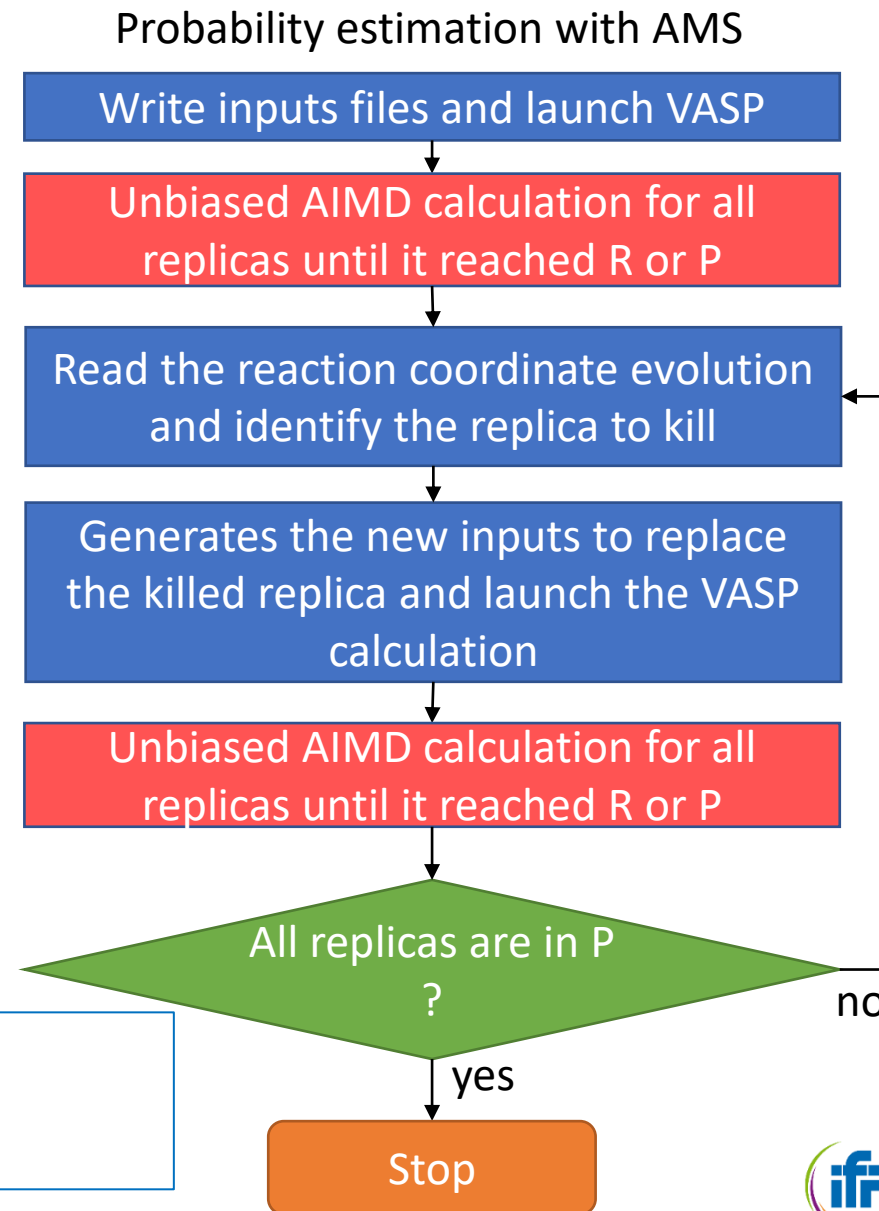 Probability estimation with AMS
Write inputs files and launch VASP
Unbiased AIMD calculation for all
replicas until it reached R or P
Read the reaction coordinate evolution
and identify the replica to kill
Generates the new inputs to replace
the killed replica and launch the VASP
calculation
Unbiased AIMD calculation for all
replicas until it reached R or P
All replicas are in P
?
no
yes
Stop